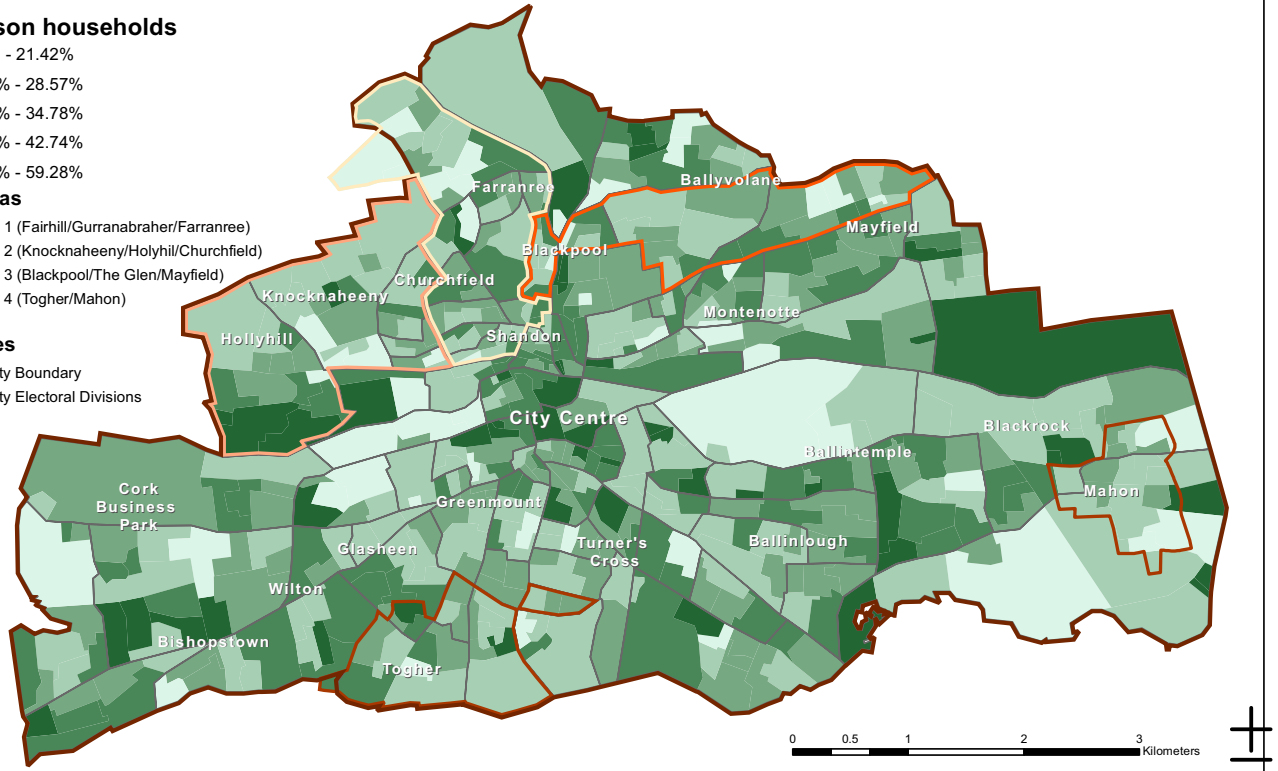 son households
- 21.42%
% - 28.57%
% - 34.78%
% - 42.74%
% - 59.28%
as
1 (Fairhill/Gurranabraher/Farranree)
2 (Knocknaheeny/Holyhil/Churchfield)
3 (Blackpool/The Glen/Mayfield)
4 (Togher/Mahon)
es
ty Boundary
ty Electoral Divisions
Farranree
Ballyvolane
Mayfield
Blackpool
Churchfield
Knocknaheeny
Montenotte
Hollyhill
Shandon
City Centre
Blackrock
Ballintemple
Cork
Business
Park
Greenmount
Mahon
Glasheen
Turner's
Cross
Ballinlough
Wilton
Bishopstown
Togher
0 0.5 1 2 3
Kilometers